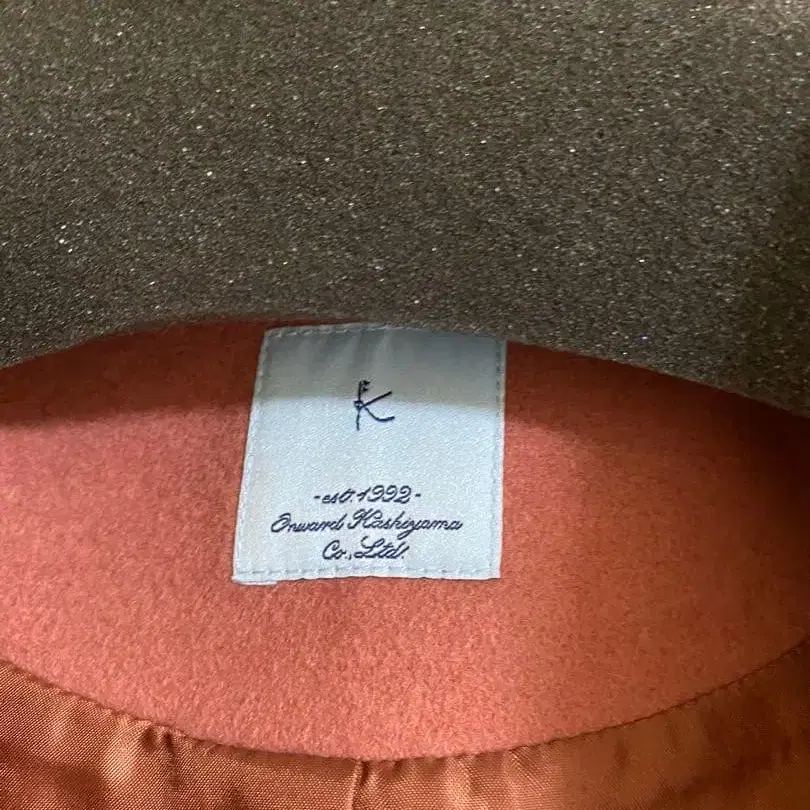 K
-est.1992-
Onward Kashiyama
Co., Ltd.